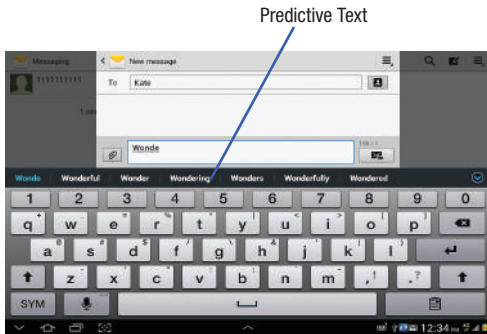 Predictive Text
Messaging
New message
1111111111
To Kate
Wonde
Wonde Wonderful Wonder Wondering Wonders Wonderfully Wondered
1 2 3 4 5 6 7 8 9 0
q w e r t y u i o p
a s d f g h j k l
z x c v b n m , ! . ?
SYM
12:34